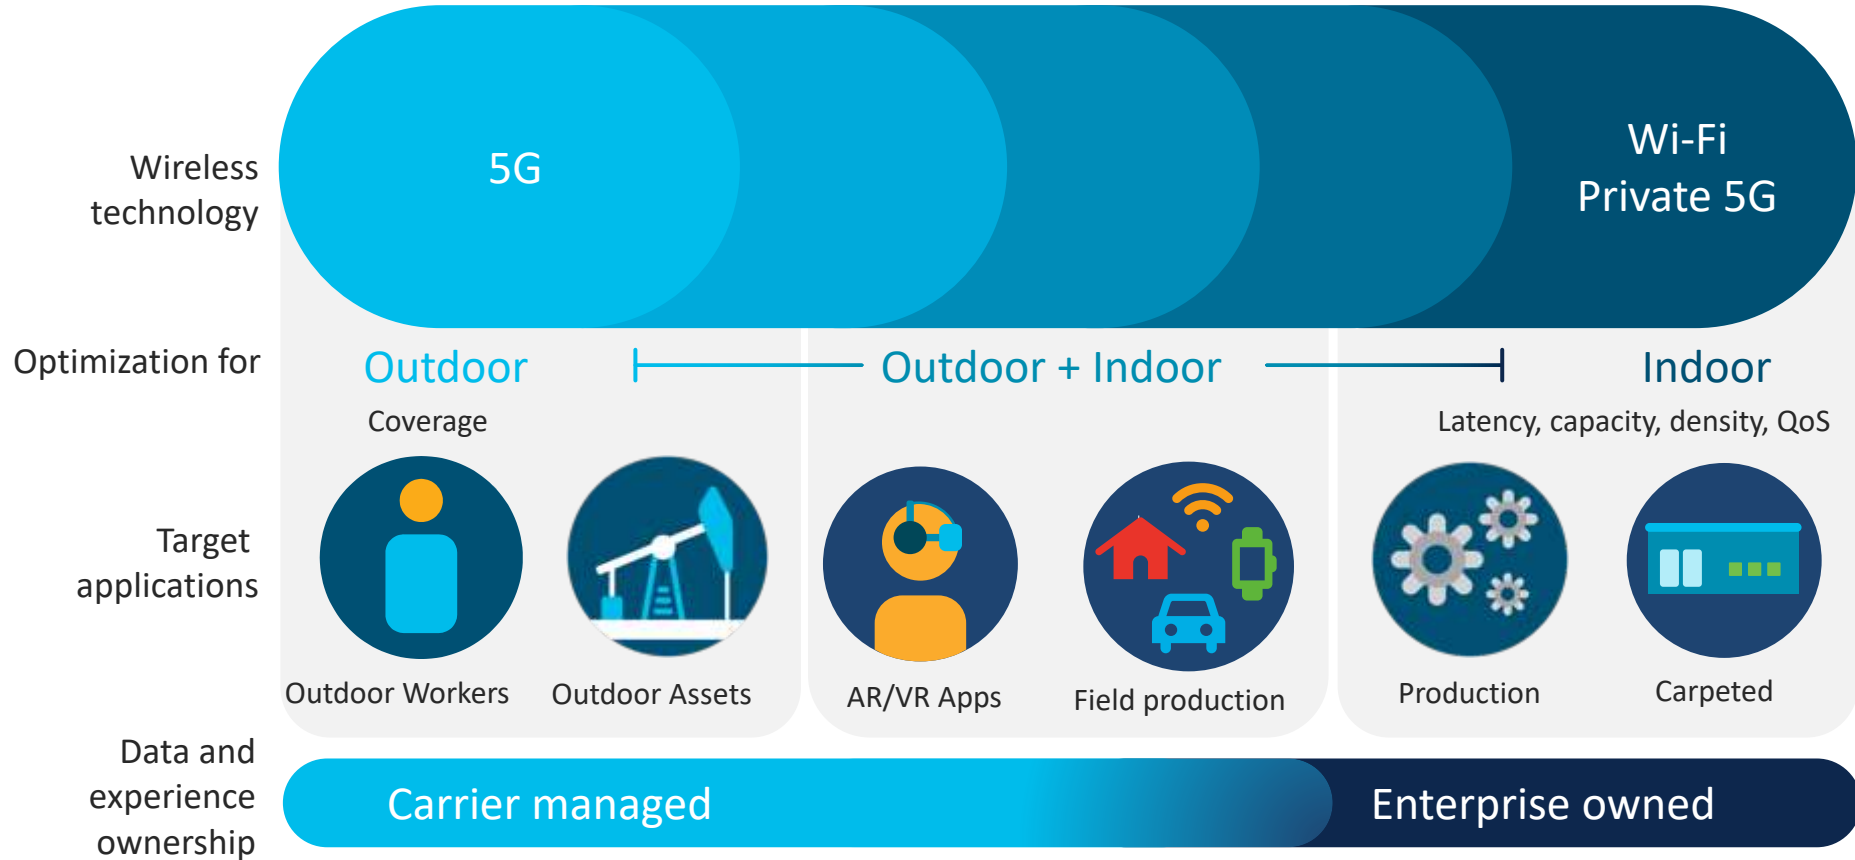 Wireless
technology
5G
Wi-Fi
Private 5G
Optimization for
Outdoor
Outdoor + Indoor
Indoor
Coverage
Latency, capacity, density, QoS
Target
applications
Outdoor Workers
Outdoor Assets
AR/VR Apps
Field production
Production
Carpeted
Data and
experience
ownership
Carrier managed
Enterprise owned